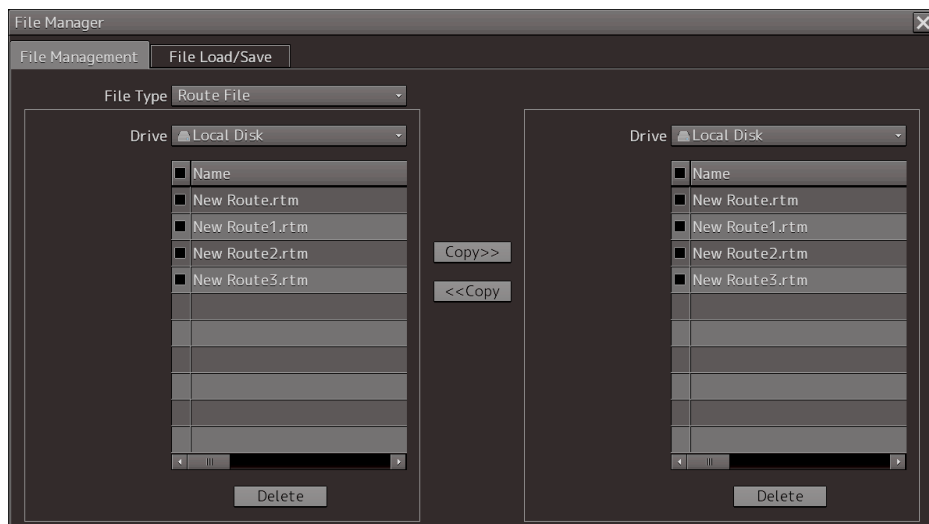 File Manager
File Management File Load/Save
File Type Route File
Drive Local Disk
Name
New Route.rtm
New Route1.rtm
New Route2.rtm
New Route3.rtm
Delete
Copy>>
<<Copy
Drive Local Disk
Name
New Route.rtm
New Route1.rtm
New Route2.rtm
New Route3.rtm
Delete